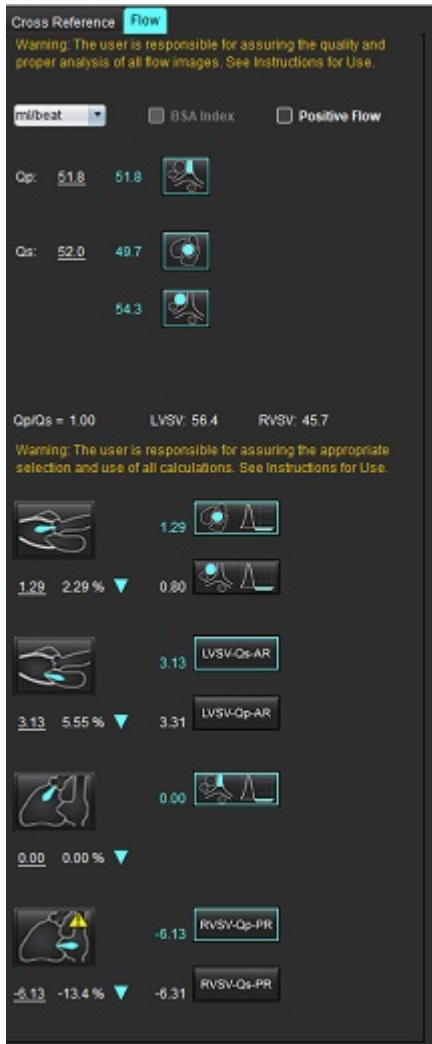 Cross Reference Flow
Warning: The user is responsible for assuring the quality and
proper analysis of all flow images. See Instructions for Use.
ml/beat BSA Index Positive Flow
Qp: 51.8 51.8
Qs: 52.0 49.7
54.3
Qp/Qs = 1.00 LVSV: 56.4 RVSV: 45.7
Warning: The user is responsible for assuring the appropriate
selection and use of all calculations. See Instructions for Use.
1.29
1.29 2.29 % 0.80
3.13 LVSV-Qs-AR
3.13 5.55 % 3.31 LVSV-Qp-AR
0.00
0.00 0.00 %
-6.13 RVSV-Qp-PR
-6.13 -13.4 % -6.31 RVSV-Qs-PR